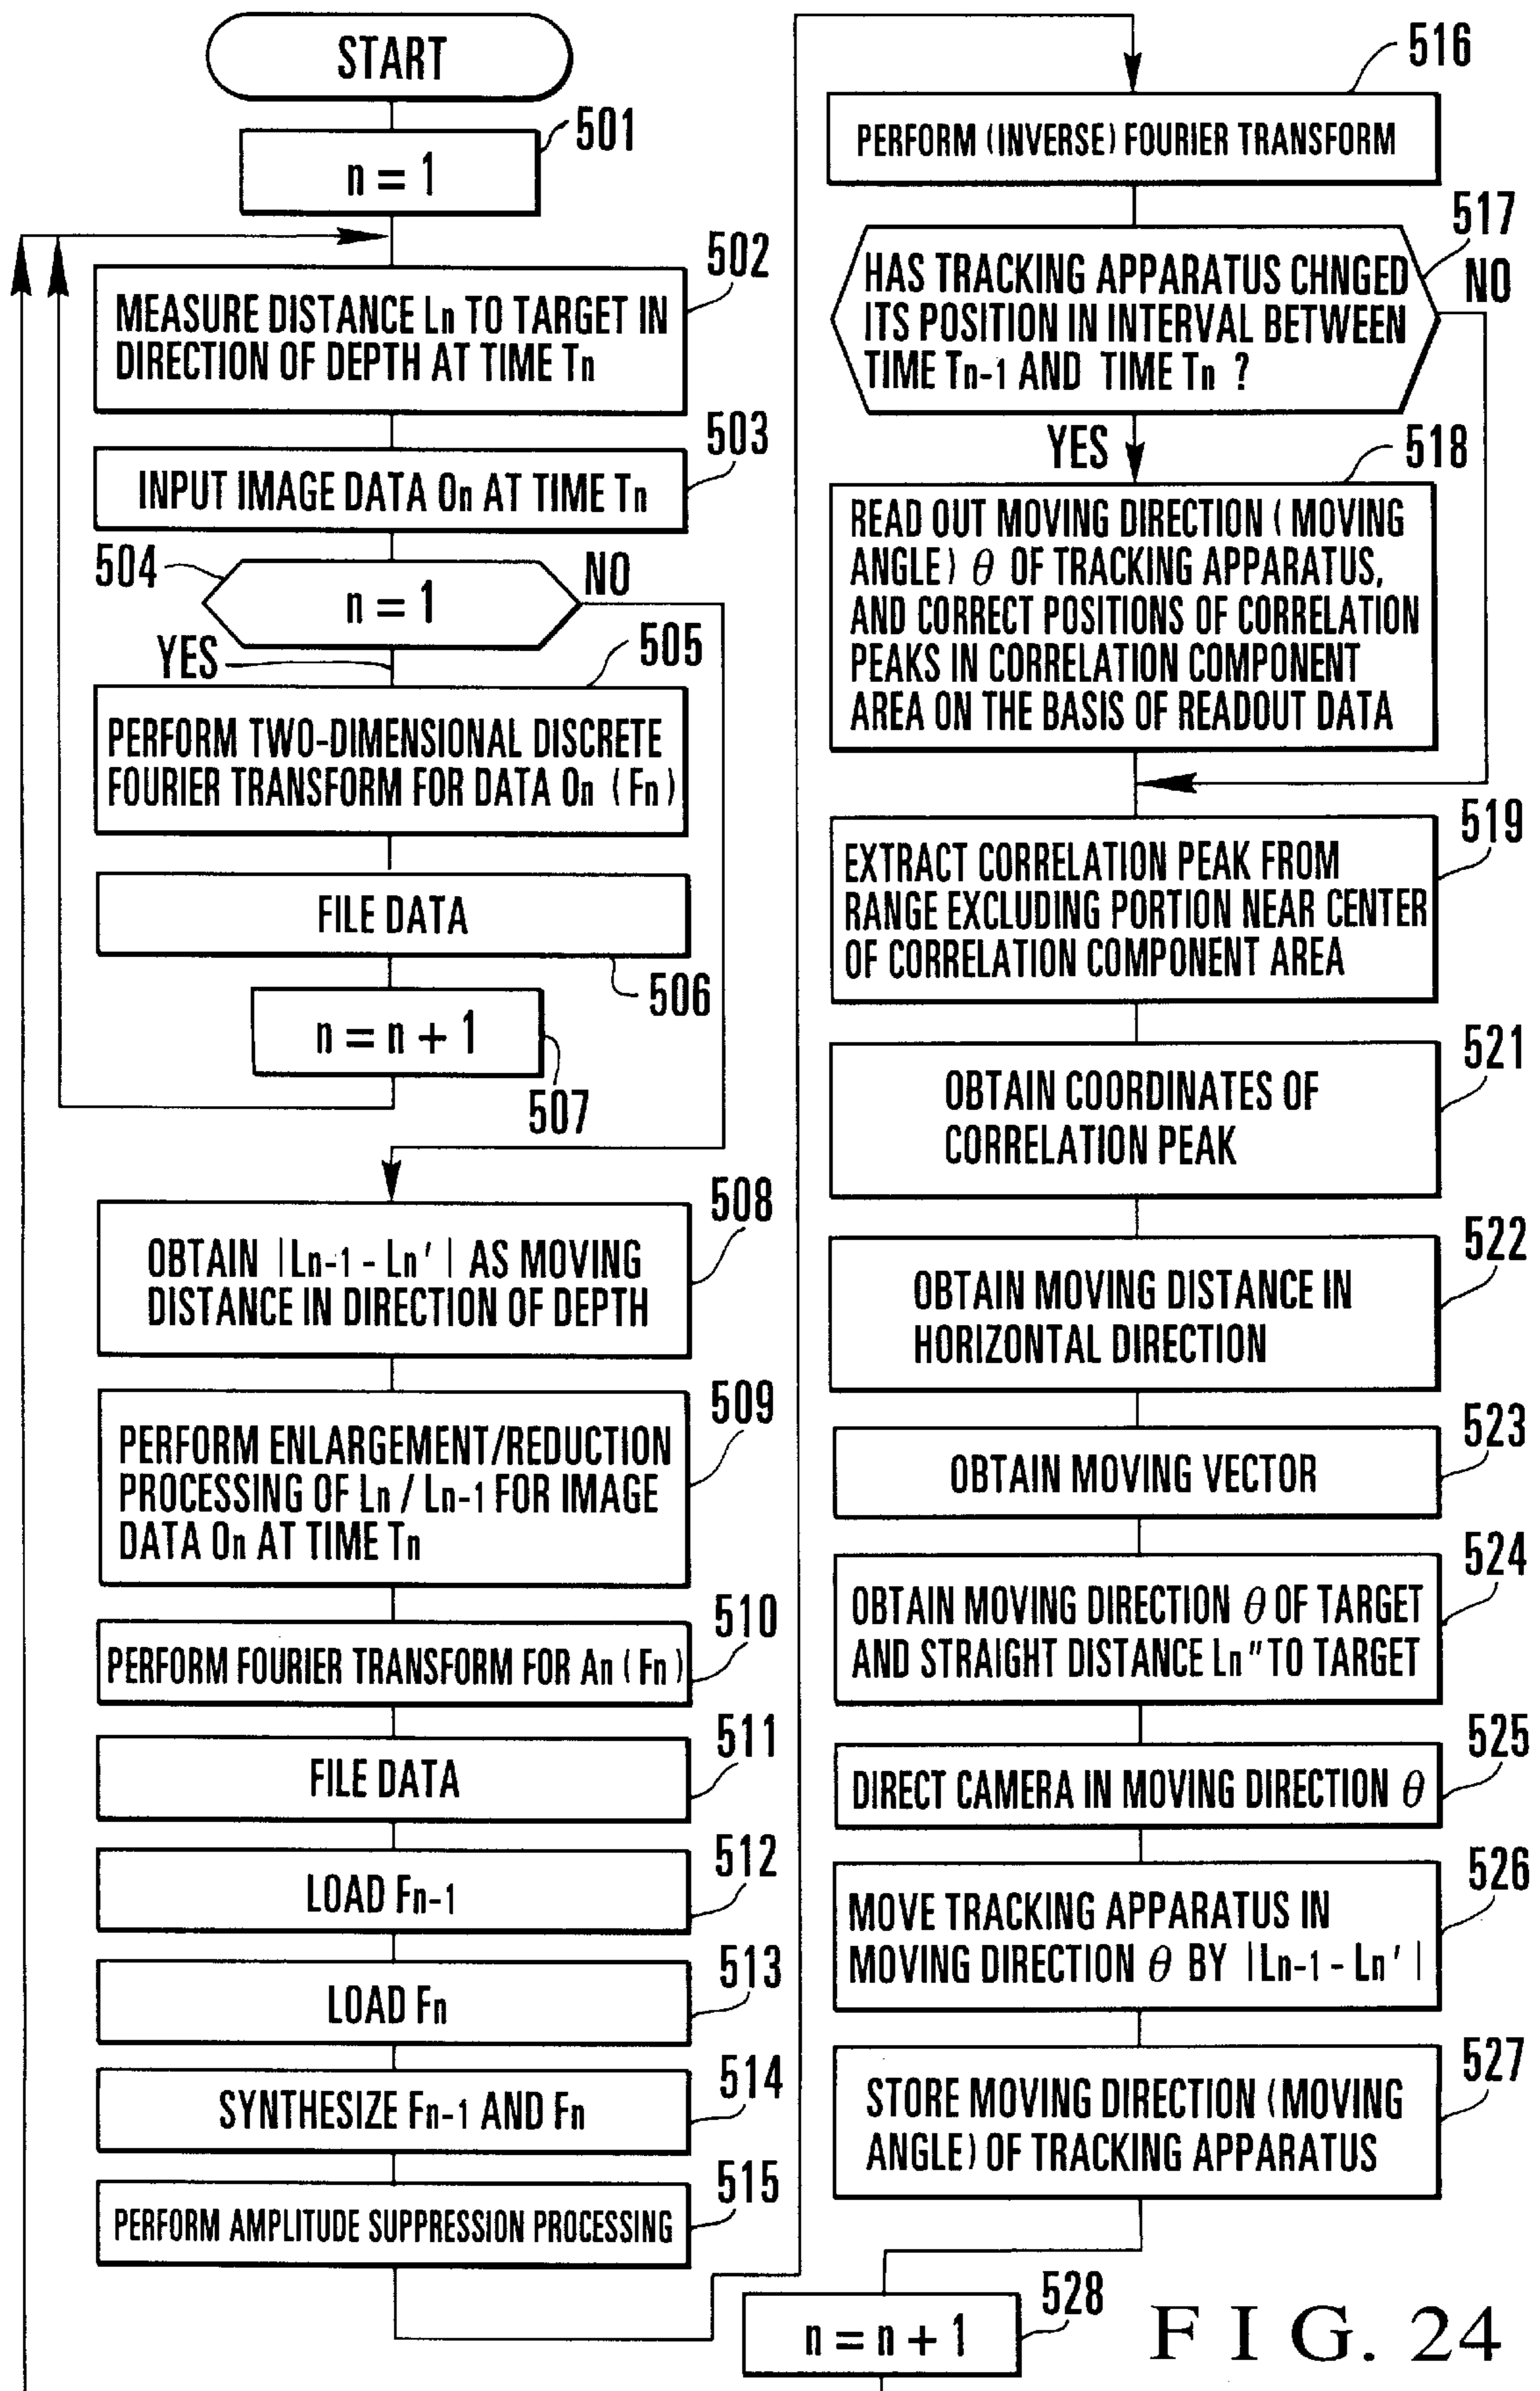 START
501
n = 1
502
MEASURE DISTANCE Ln TO TARGET IN
DIRECTION OF DEPTH AT TIME Tn
503
INPUT IMAGE DATA On AT TIME Tn
504
NO
n = 1
YES
505
PERFORM TWO-DIMENSIONAL DISCRETE
FOURIER TRANSFORM FOR DATA On (Fn)
FILE DATA
506
n = n + 1
507
508
OBTAIN |Ln-1 - Ln'| AS MOVING
DISTANCE IN DIRECTION OF DEPTH
509
PERFORM ENLARGEMENT/REDUCTION
PROCESSING OF Ln / Ln-1 FOR IMAGE
DATA On AT TIME Tn
510
PERFORM FOURIER TRANSFORM FOR An (Fn)
511
FILE DATA
512
LOAD Fn-1
513
LOAD Fn
514
SYNTHESIZE Fn-1 AND Fn
515
PERFORM AMPLITUDE SUPPRESSION PROCESSING
516
PERFORM (INVERSE) FOURIER TRANSFORM
517
NO
HAS TRACKING APPARATUS CHNGED
ITS POSITION IN INTERVAL BETWEEN
TIME Tn-1 AND TIME Tn ?
YES
518
READ OUT MOVING DIRECTION (MOVING
ANGLE) θ OF TRACKING APPARATUS,
AND CORRECT POSITIONS OF CORRELATION
PEAKS IN CORRELATION COMPONENT
AREA ON THE BASIS OF READOUT DATA
519
EXTRACT CORRELATION PEAK FROM
RANGE EXCLUDING PORTION NEAR CENTER
OF CORRELATION COMPONENT AREA
521
OBTAIN COORDINATES OF
CORRELATION PEAK
522
OBTAIN MOVING DISTANCE IN
HORIZONTAL DIRECTION
523
OBTAIN MOVING VECTOR
524
OBTAIN MOVING DIRECTION θ OF TARGET
AND STRAIGHT DISTANCE Ln" TO TARGET
525
DIRECT CAMERA IN MOVING DIRECTION θ
526
MOVE TRACKING APPARATUS IN
MOVING DIRECTION θ BY |Ln-1 - Ln'|
527
STORE MOVING DIRECTION (MOVING
ANGLE) OF TRACKING APPARATUS
528
n = n + 1
FIG. 24